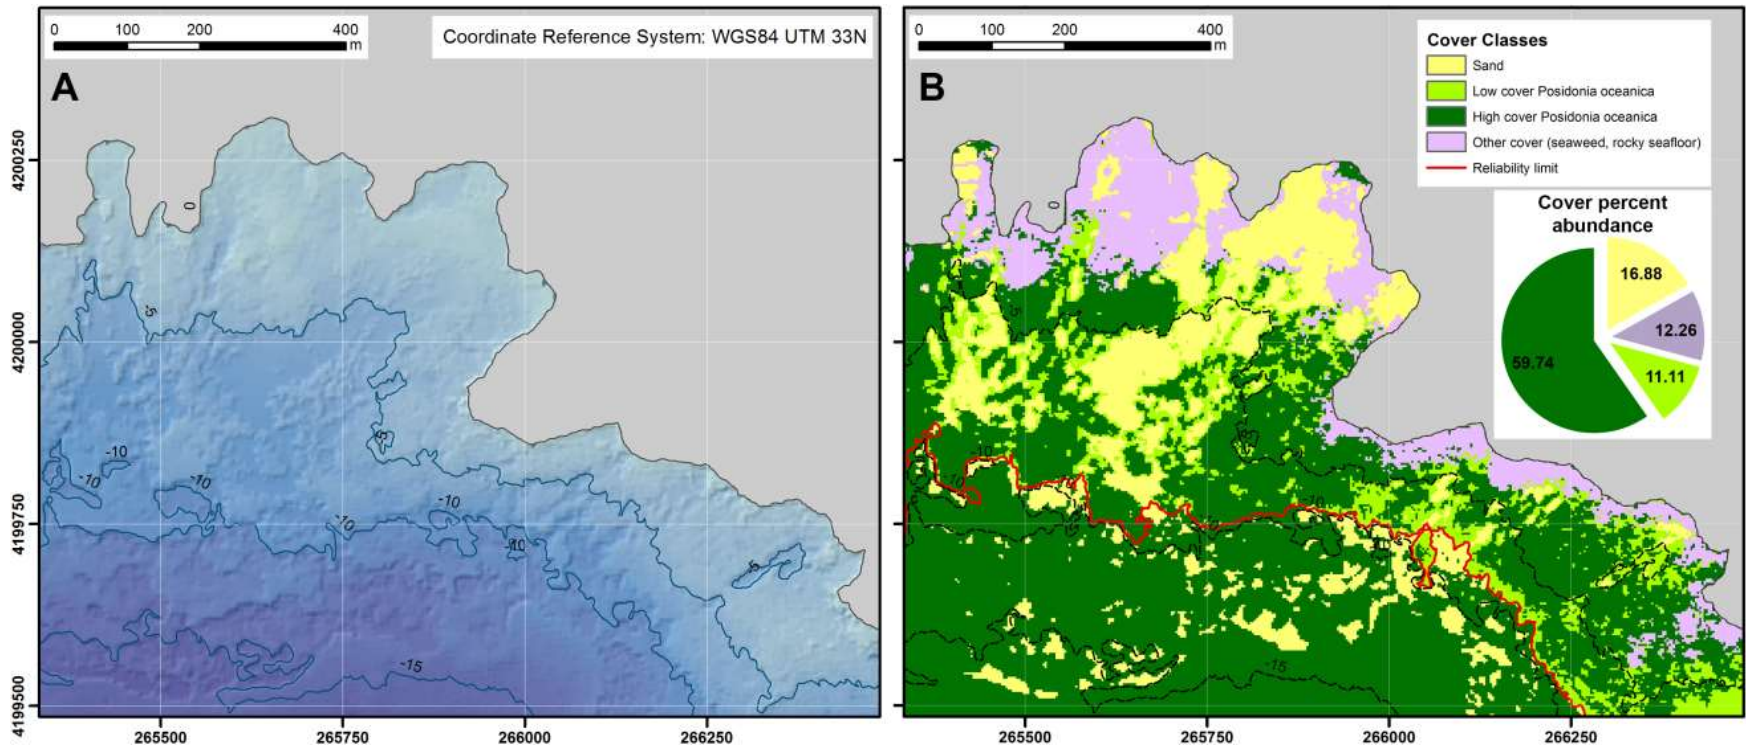 0 100 200 400
m
Coordinate Reference System: WGS84 UTM 33N
A
0
-5
-5
-10
-10
-10
-10
-10
-10
-5
-15
4200250
4200000
4199750
4199500
265500 265750 266000 266250
0 100 200 400
m
B
Cover Classes
Sand
Low cover Posidonia oceanica
High cover Posidonia oceanica
Other cover (seaweed, rocky seafloor)
Reliability limit
Cover percent
abundance
16.88
12.26
59.74
11.11
0
-5
-10
-10
-10
-15
265500 265750 266000 266250